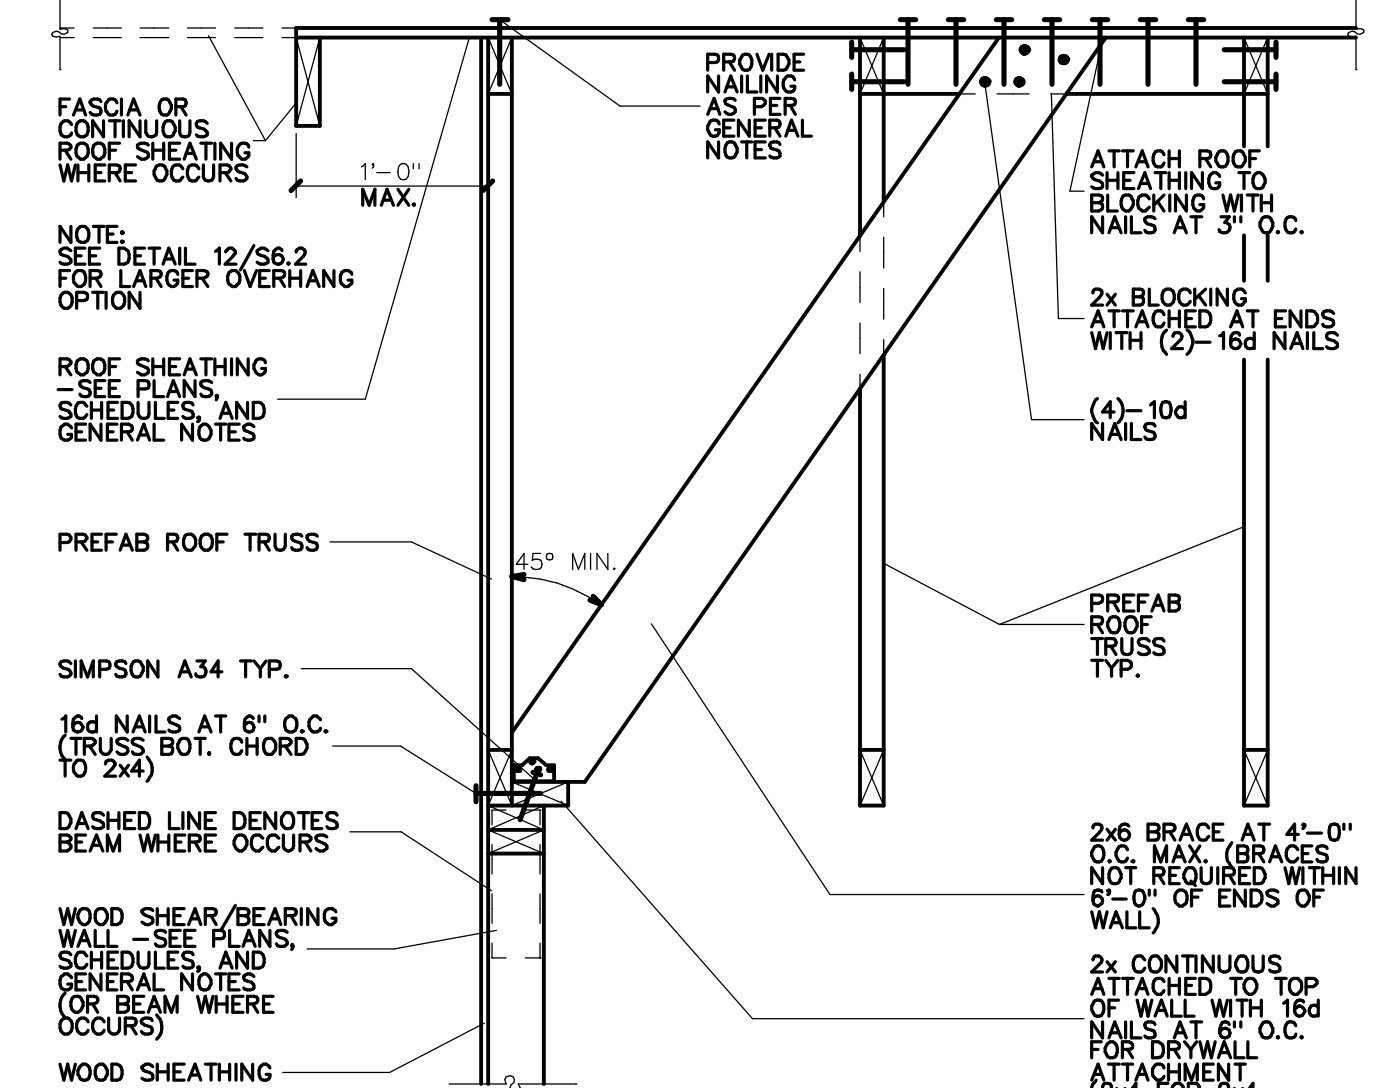 FASCIA OR
CONTINUOUS
ROOF SHEATING
WHERE OCCURS
1'-0"
MAX.
NOTE:
SEE DETAIL 12/S6.2
FOR LARGER OVERHANG
OPTION
ROOF SHEATHING
-SEE PLANS,
SCHEDULES, AND
GENERAL NOTES
PREFAB ROOF TRUSS
SIMPSON A34 TYP.
16d NAILS AT 6" O.C.
(TRUSS BOT. CHORD
TO 2x4)
DASHED LINE DENOTES
BEAM WHERE OCCURS
WOOD SHEAR/BEARING
WALL -SEE PLANS,
SCHEDULES, AND
GENERAL NOTES
(OR BEAM WHERE
OCCURS)
WOOD SHEATHING
PROVIDE
NAILING
AS PER
GENERAL
NOTES
45° MIN.
ATTACH ROOF
SHEATHING TO
BLOCKING WITH
NAILS AT 3" O.C.
2x BLOCKING
ATTACHED AT ENDS
WITH (2)-16d NAILS
(4)-10d
NAILS
PREFAB
ROOF
TRUSS
TYP.
2x6 BRACE AT 4'-0"
O.C. MAX. (BRACES
NOT REQUIRED WITHIN
6'-0" OF ENDS OF
WALL)
2x CONTINUOUS
ATTACHED TO TOP
OF WALL WITH 16d
NAILS AT 6" O.C.
FOR DRYWALL
ATTACHMENT